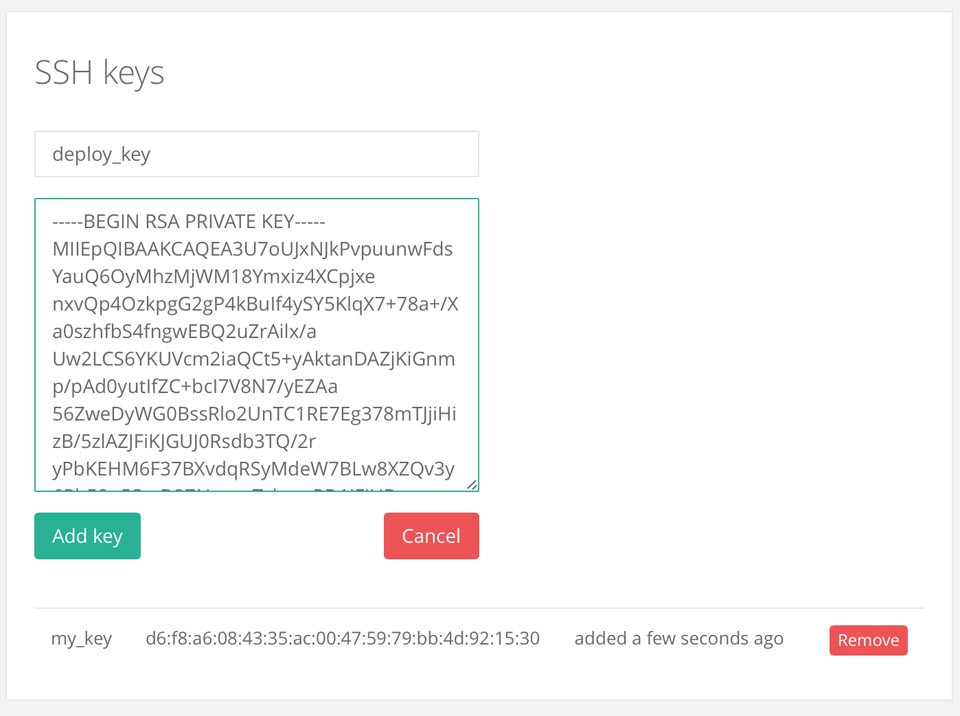 SSH keys
deploy_key
-----BEGIN RSA PRIVATE KEY-----
MIIEpQIBAAKCAQEA3U7oUJxNJkPvpuunwFds
YauQ6OyMhzMjWM18Ymxiz4XCpjxe
nxvQp4OzkpgG2gP4kBuIf4ySY5KlqX7+78a+/X
a0szhfbS4fngwEBQ2uZrAilx/a
Uw2LCS6YKUVcm2iaQCt5+yAktanDAZjKiGnm
p/pAd0yutIfZC+bcI7V8N7/yEZAa
56ZweDyWG0BssRlo2UnTC1RE7Eg378mTJjiHi
zB/5zlAZJFiKJGUJ0Rsdb3TQ/2r
yPbKEHM6F37BXvdqRSyMdeW7BLw8XZQv3y
Add key
Cancel
my_key d6:f8:a6:08:43:35:ac:00:47:59:79:bb:4d:92:15:30 added a few seconds ago Remove